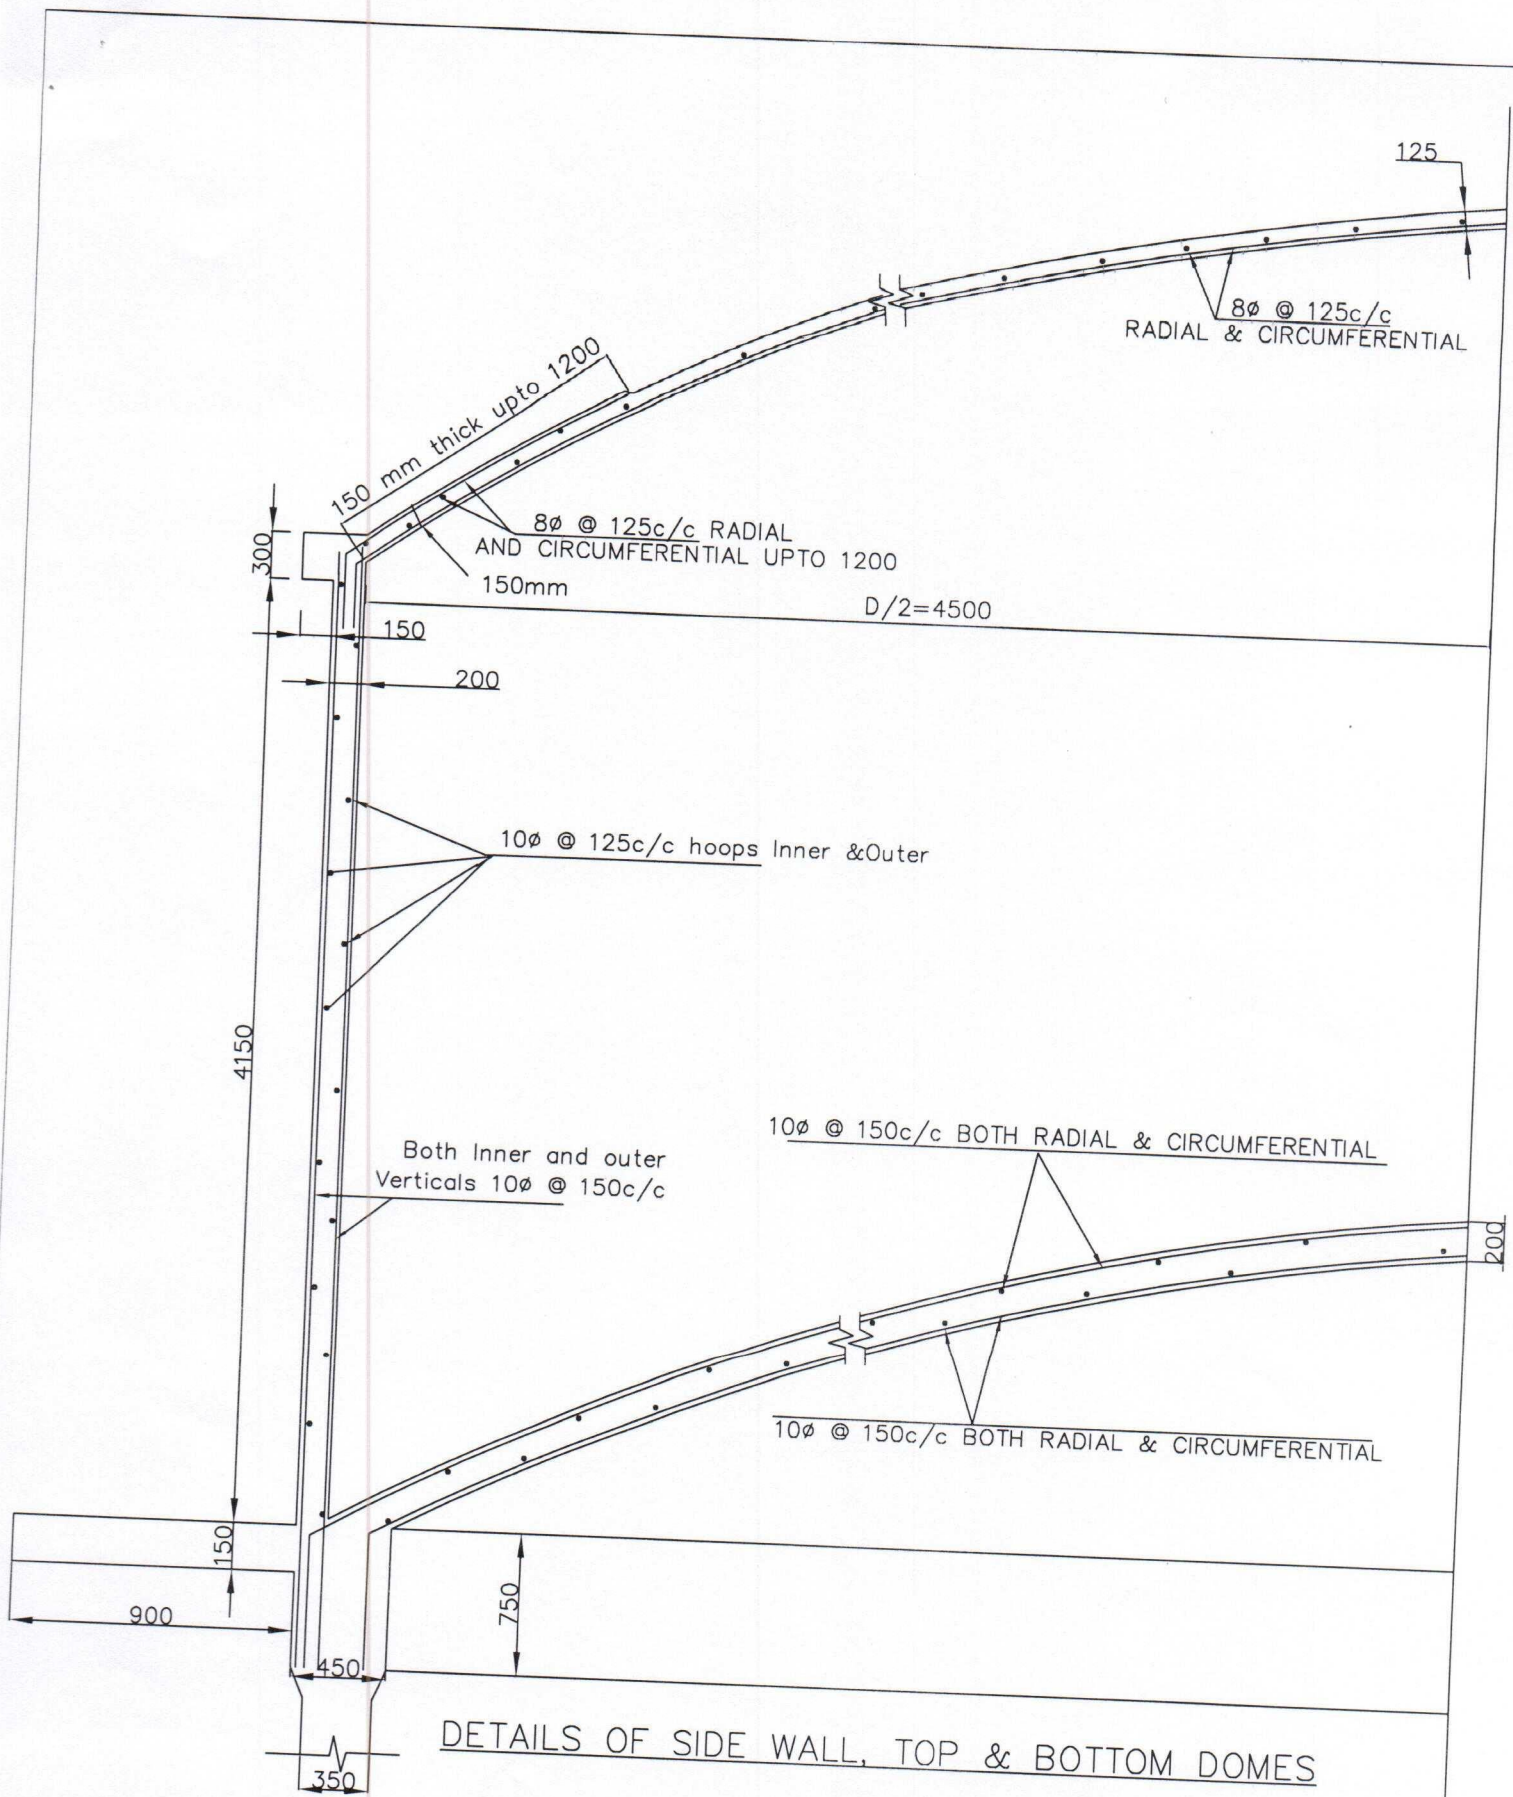 125
8ø @ 125c/c
RADIAL & CIRCUMFERENTIAL
150 mm thick upto 1200
300
8ø @ 125c/c RADIAL
AND CIRCUMFERENTIAL UPTO 1200
150mm
D/2=4500
150
200
10ø @ 125c/c hoops Inner &Outer
4150
10ø @ 150c/c BOTH RADIAL & CIRCUMFERENTIAL
Both Inner and outer
Verticals 10ø @ 150c/c
200
10ø @ 150c/c BOTH RADIAL & CIRCUMFERENTIAL
150
750
900
450
DETAILS OF SIDE WALL, TOP & BOTTOM DOMES
350